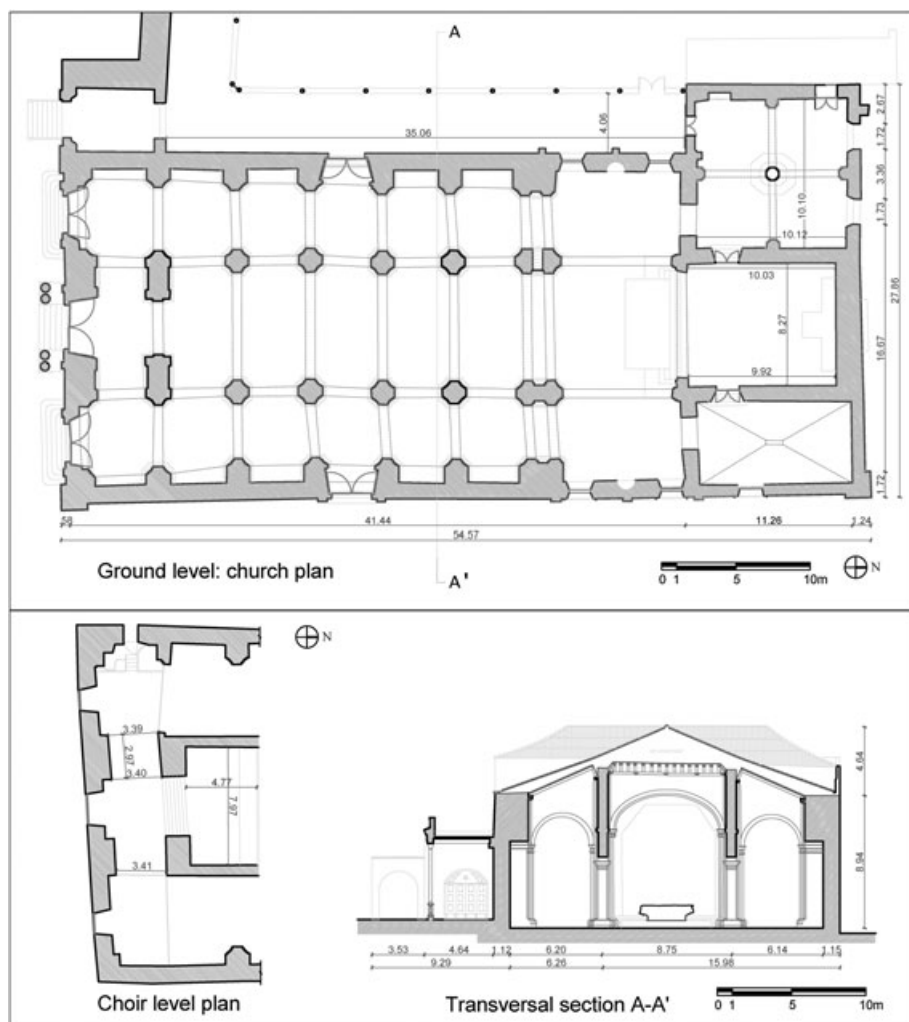 A
35.06
4.06
2.67
1.72
3.36
1.73
10.10
10.12
10.03
8.27
9.92
27.86
16.67
1.72
58 41.44 11.26 1.24
54.57
Ground level: church plan
A'
0 1 5 10m
N
N
3.39
2.97
3.40
4.77
7.97
3.41
Choir level plan
4.64
8.94
3.53 4.64 1.12 6.20 8.75 6.14 1.15
9.29 6.26 15.98
Transversal section A-A'
0 1 5 10m